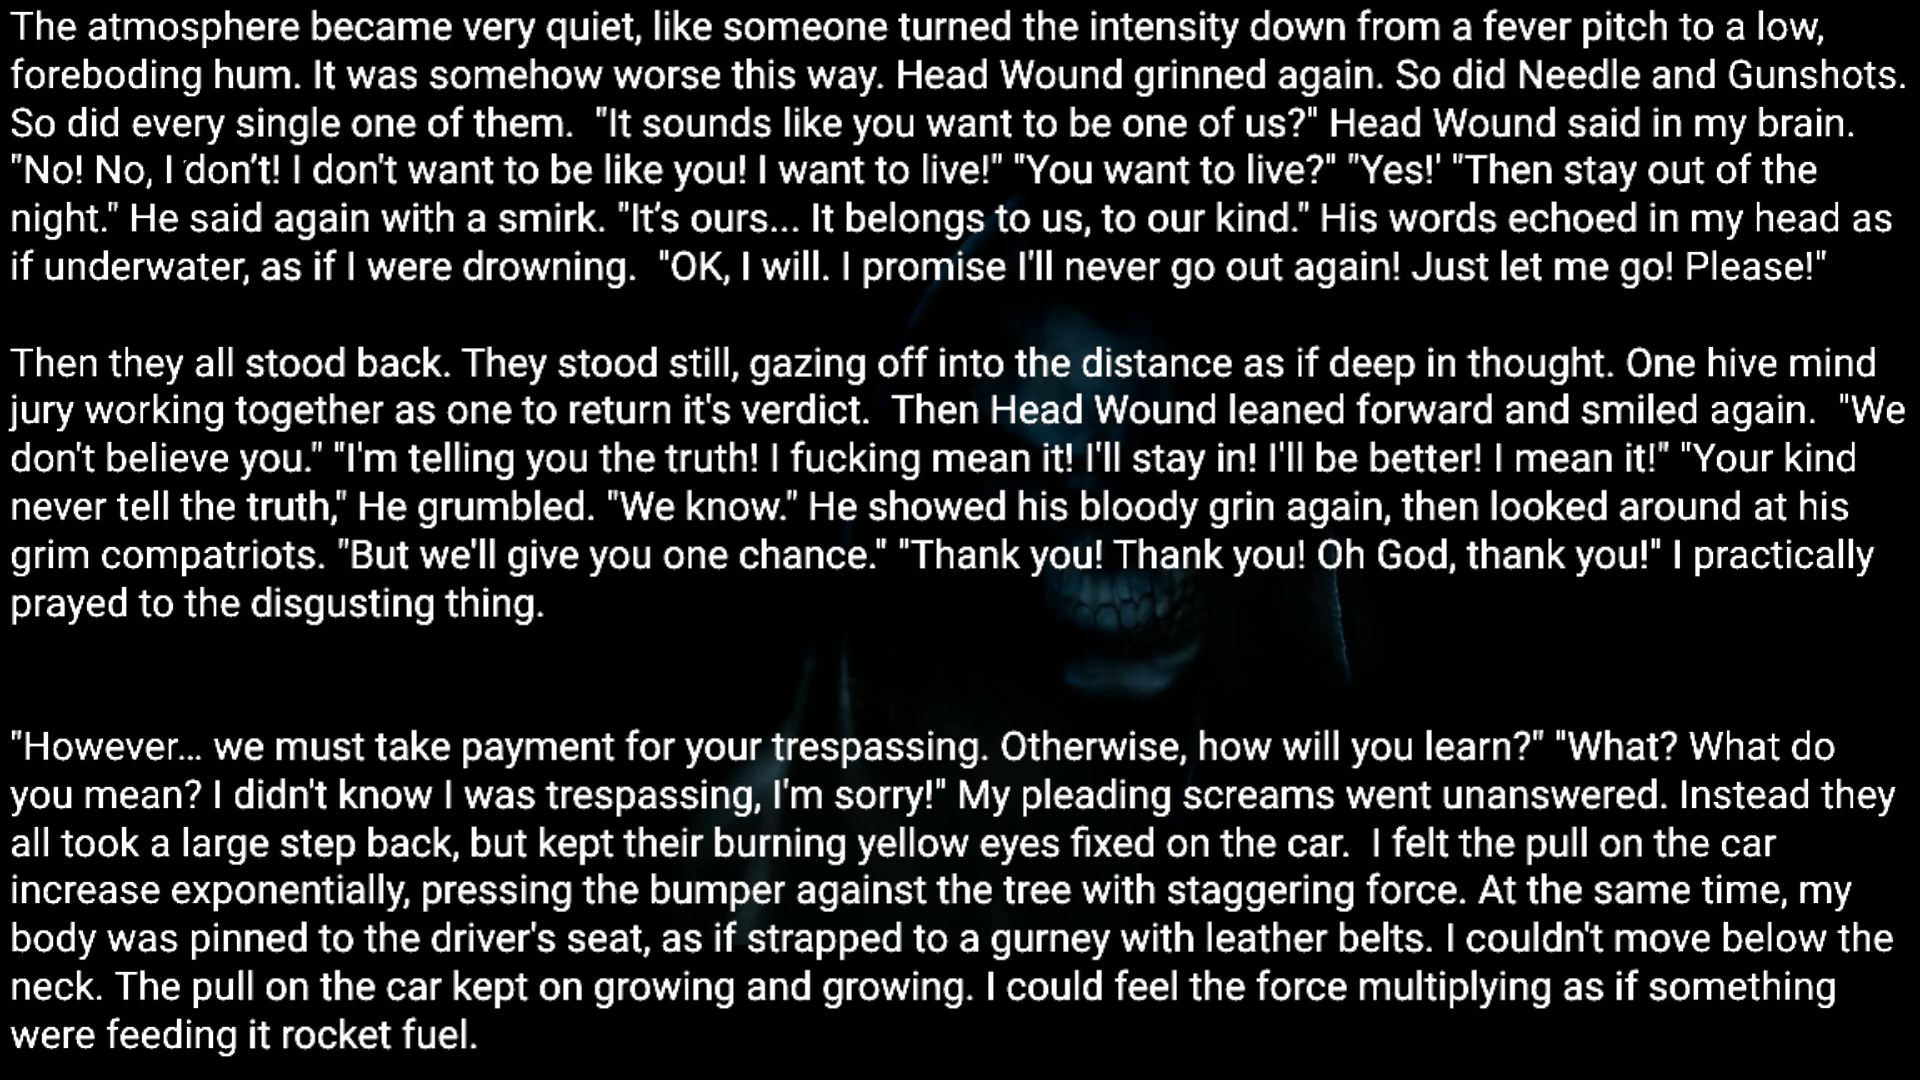 The atmosphere became very quiet, like someone turned the intensity down from a fever pitch to a low,
foreboding hum. It was somehow worse this way. Head Wound grinned again. So did Needle and Gunshots.
So did every single one of them.  "It sounds like you want to be one of us?" Head Wound said in my brain.
"No! No, I don’t! I don't want to be like you! I want to live!" "You want to live?" "Yes!' "Then stay out of the
night." He said again with a smirk. "It’s ours... It belongs to us, to our kind." His words echoed in my head as
if underwater, as if I were drowning.  "OK, I will. I promise I'll never go out again! Just let me go! Please!"

Then they all stood back. They stood still, gazing off into the distance as if deep in thought. One hive mind
jury working together as one to return it's verdict.  Then Head Wound leaned forward and smiled again.  "We
don't believe you." "I'm telling you the truth! I fucking mean it! I'll stay in! I'll be better! I mean it!" "Your kind
never tell the truth," He grumbled. "We know." He showed his bloody grin again, then looked around at his
grim compatriots. "But we'll give you one chance." "Thank you! Thank you! Oh God, thank you!" I practically
prayed to the disgusting thing.

"However… we must take payment for your trespassing. Otherwise, how will you learn?" "What? What do
you mean? I didn't know I was trespassing, I'm sorry!" My pleading screams went unanswered. Instead they
all took a large step back, but kept their burning yellow eyes fixed on the car.  I felt the pull on the car
increase exponentially, pressing the bumper against the tree with staggering force. At the same time, my
body was pinned to the driver's seat, as if strapped to a gurney with leather belts. I couldn't move below the
neck. The pull on the car kept on growing and growing. I could feel the force multiplying as if something
were feeding it rocket fuel.